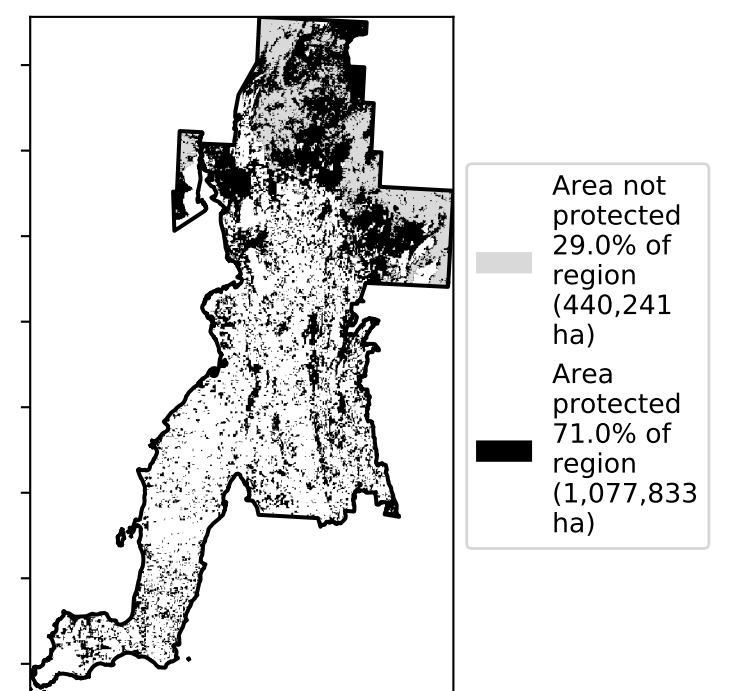 Area not
protected
29.0% of
region
(440,241
ha)
Area
protected
71.0% of
region
(1,077,833
ha)